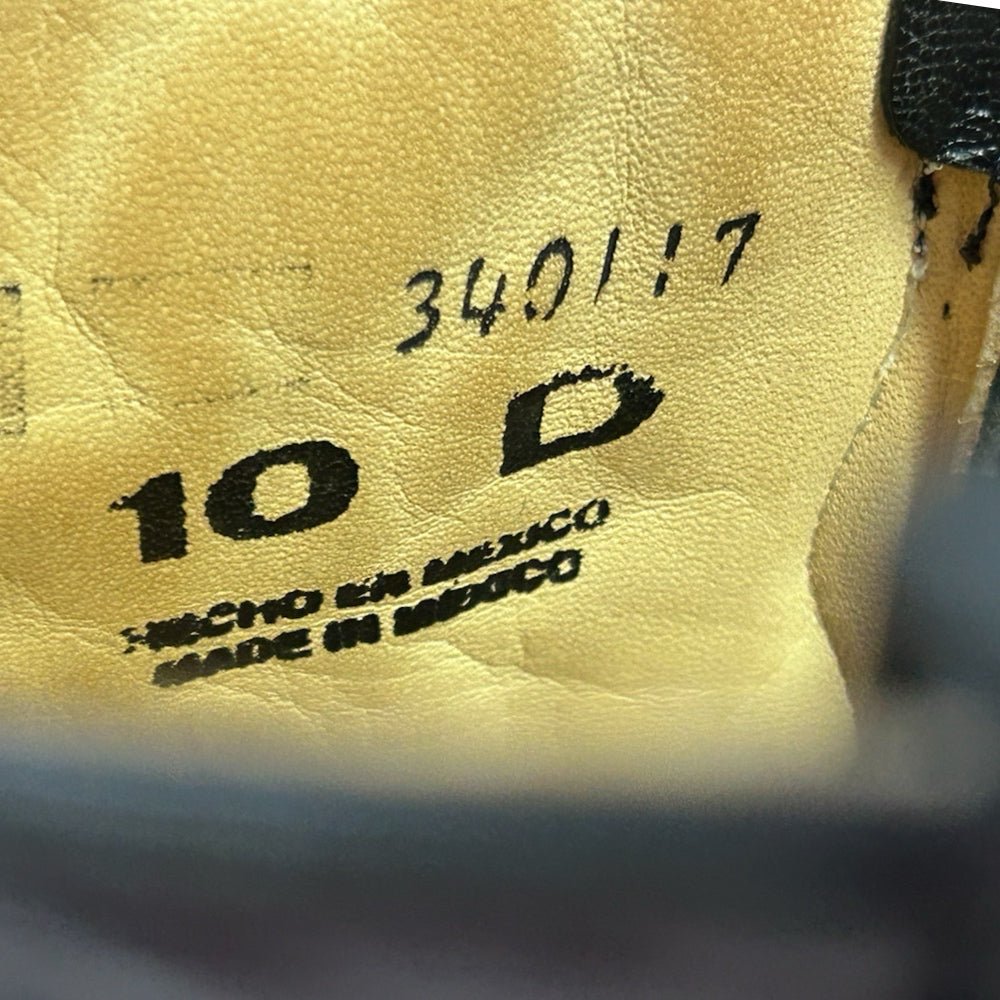 340117
10 D
HECHO EN MEXICO
MADE IN MEXICO